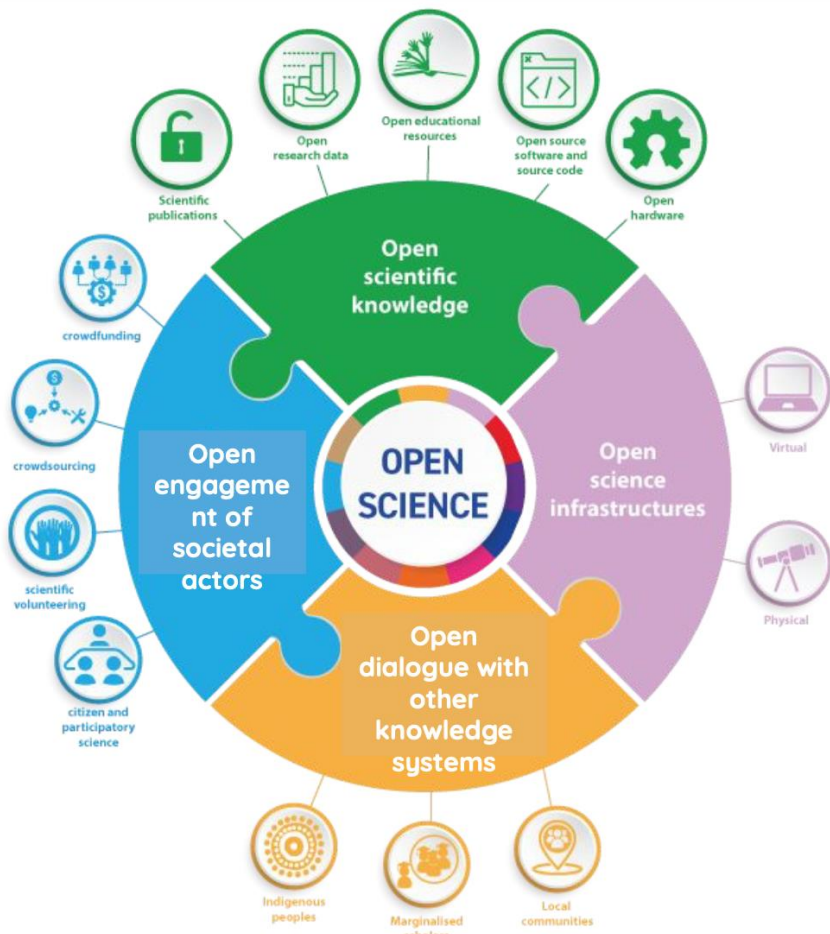 Open
research data
Open educational
resources
Open source
software and
source code
Scientific
publications
Open
hardware
Open
scientific
knowledge
crowdfunding
crowdsourcing
scientific
volunteering
citizen and
participatory
science
Open
engageme
nt of
societal
actors
OPEN
SCIENCE
Open
science
infrastructures
Virtual
Physical
Open
dialogue with
other
knowledge
systems
Indigenous
peoples
Marginalised
Local
communities